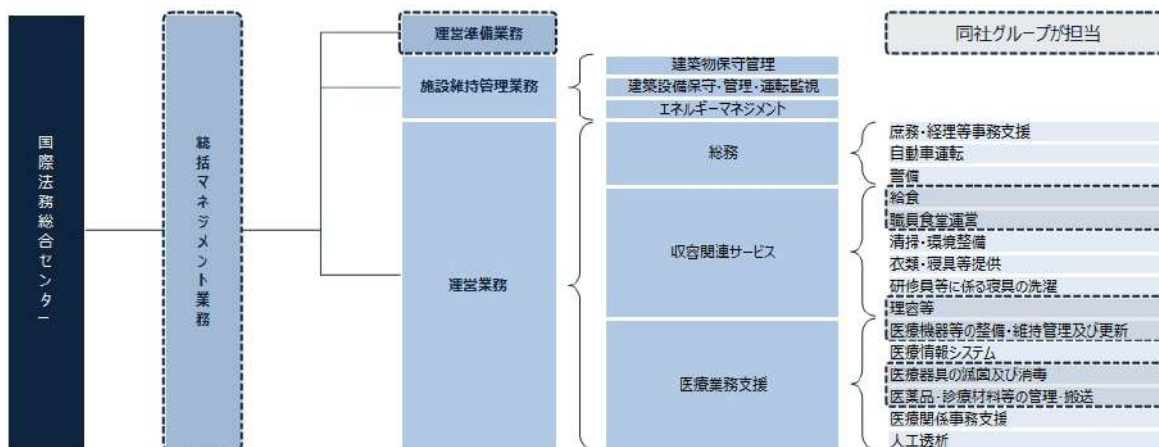 国際法務総合センター
統括マネジメント業務
運営準備業務
施設維持管理業務
運営業務
建築物保守管理
建築設備保守・管理・運転監視
エネルギーマネジメント
総務
収容関連サービス
医療業務支援
同社グループが担当
庶務・経理等事務支援
自動車運転
警備
給食
職員食堂運営
清掃・環境整備
衣類・寝具等提供
研修員等に係る寝具の洗濯
理容等
医療機器等の整備・維持管理及び更新
医療情報システム
医療器具の滅菌及び消毒
医薬品・診療材料等の管理・搬送
医療関係事務支援
人工透析